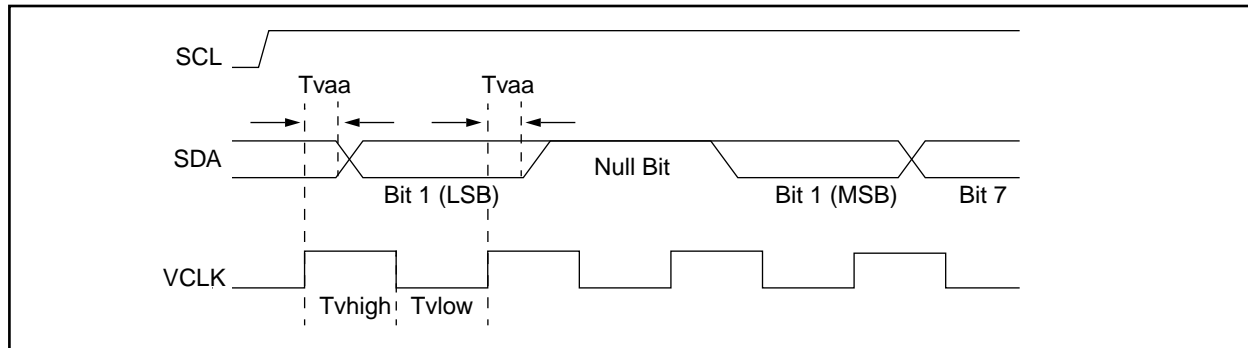 SCL
Tvaa Tvaa
SDA
Null Bit
Bit 1 (LSB) Bit 1 (MSB) Bit 7
VCLK
Tvhigh Tvlow